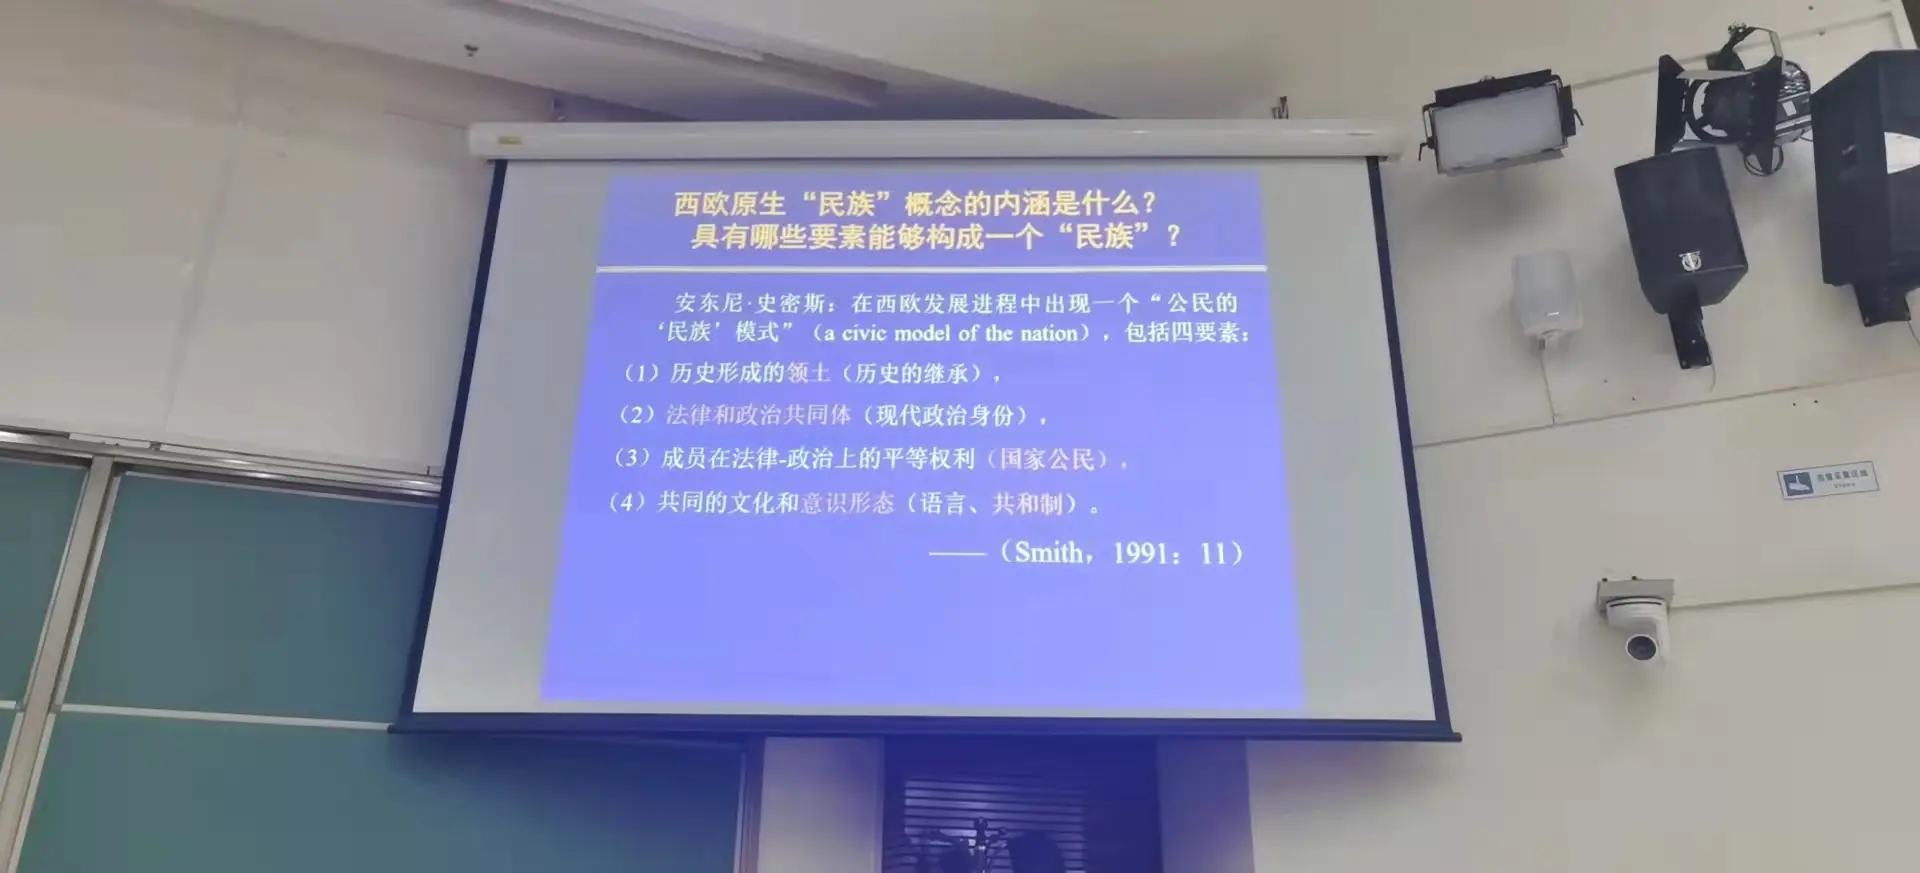 西欧原生“民族”概念的内涵是什么？
具有哪些要素能够构成一个“民族”？
安东尼·史密斯：在西欧发展进程中出现一个“公民的
‘民族’模式”（a civic model of the nation），包括四要素：
（1）历史形成的领土（历史的继承），
（2）法律和政治共同体（现代政治身份），
（3）成员在法律-政治上的平等权利（国家公民），
（4）共同的文化和意识形态（语言、共和制）。
——（Smith，1991：11）